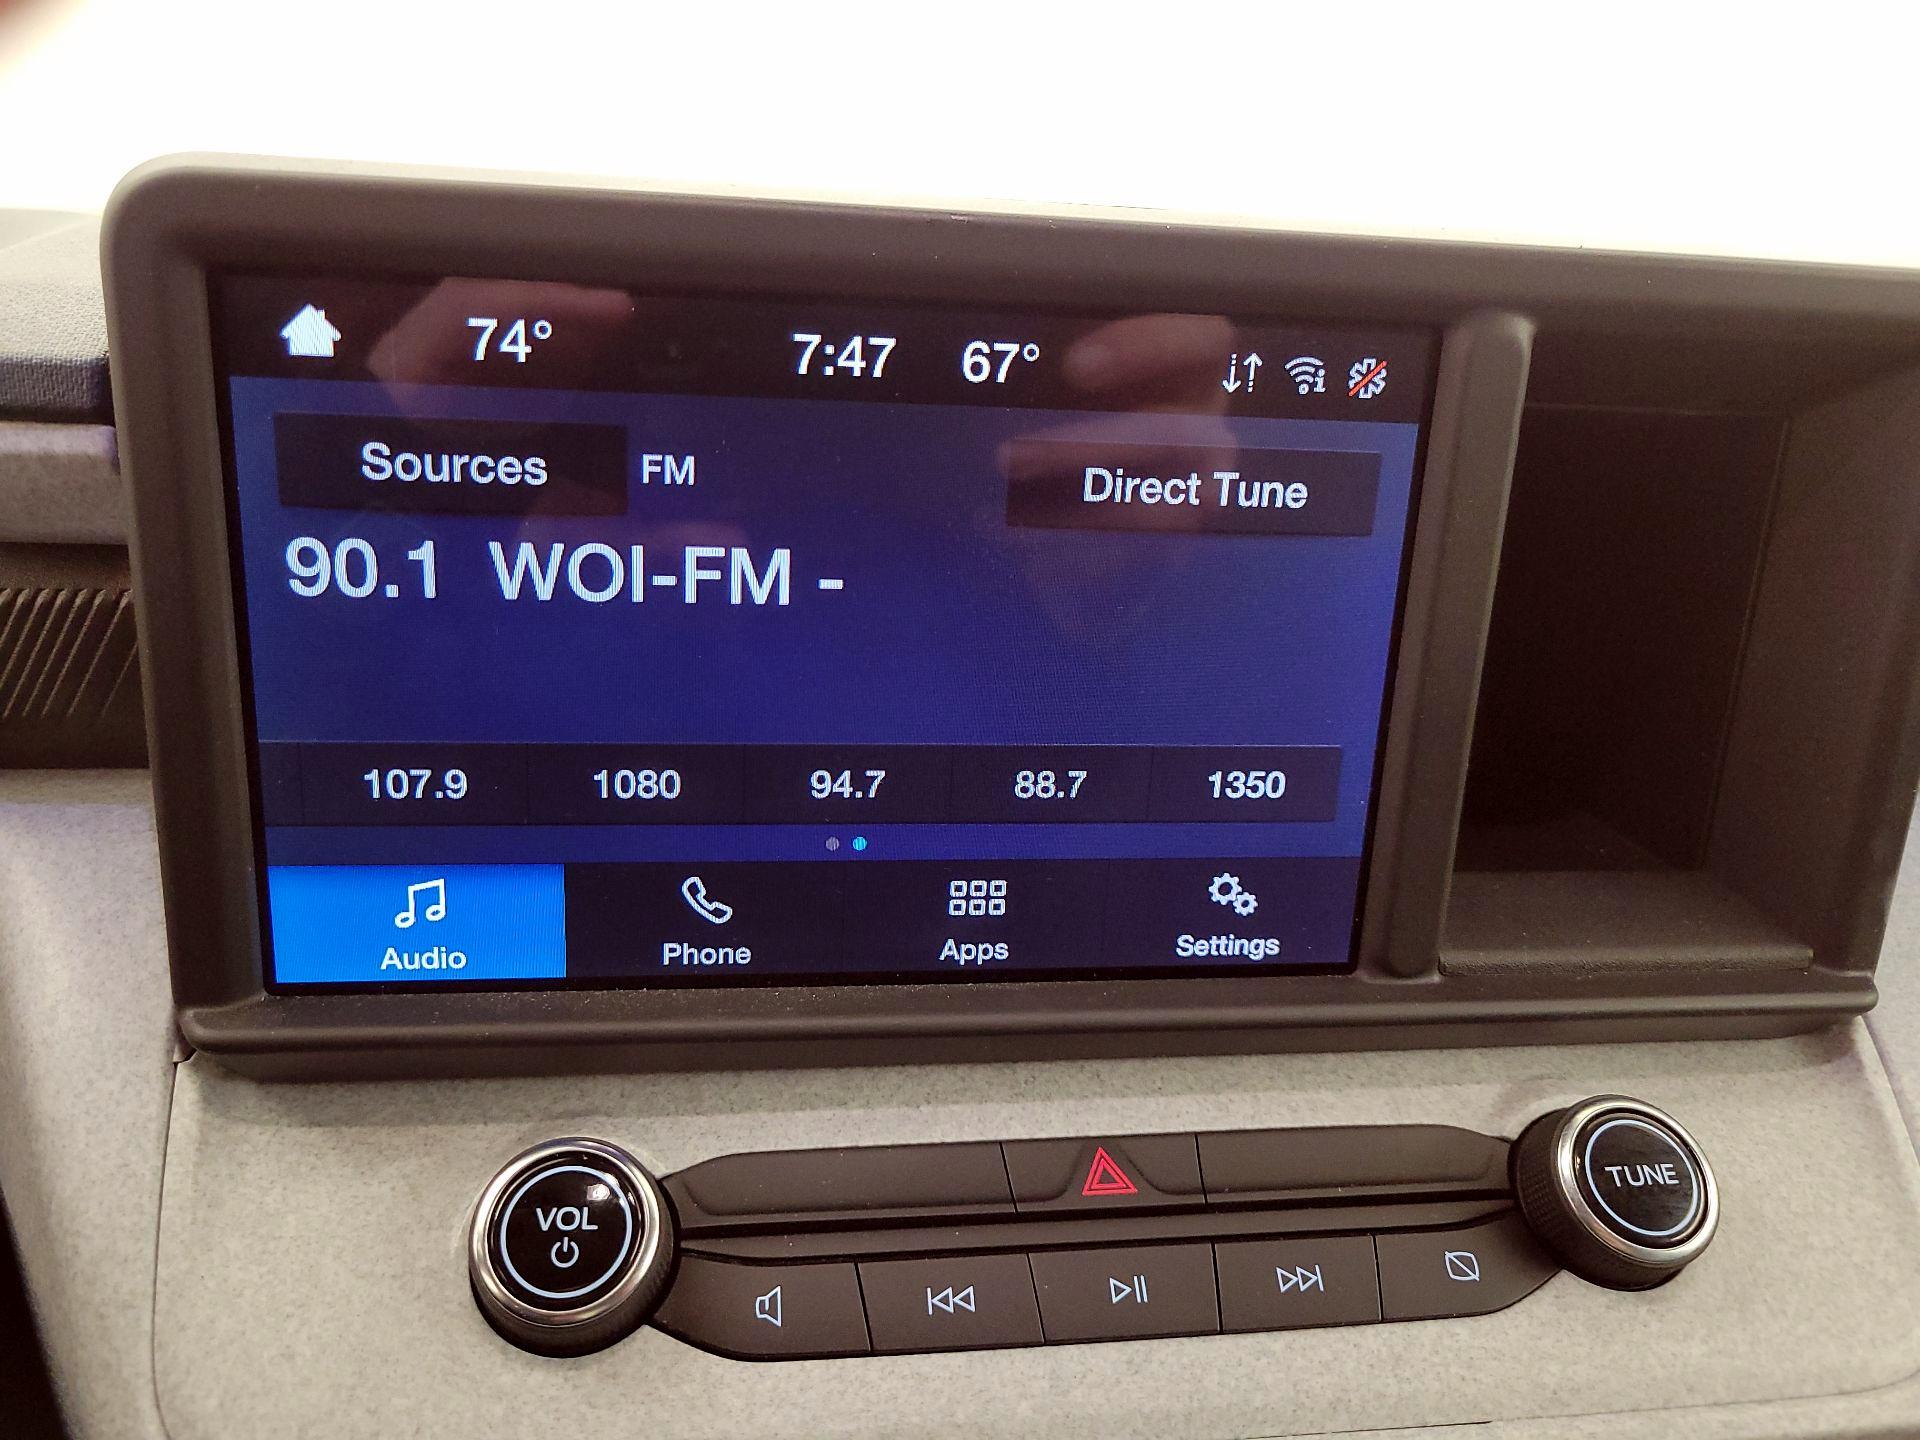 74° 7:47 67°
Sources FM Direct Tune
90.1 WOI-FM -
107.9 1080 94.7 88.7 1350
Audio Phone Apps Settings
VOL TUNE